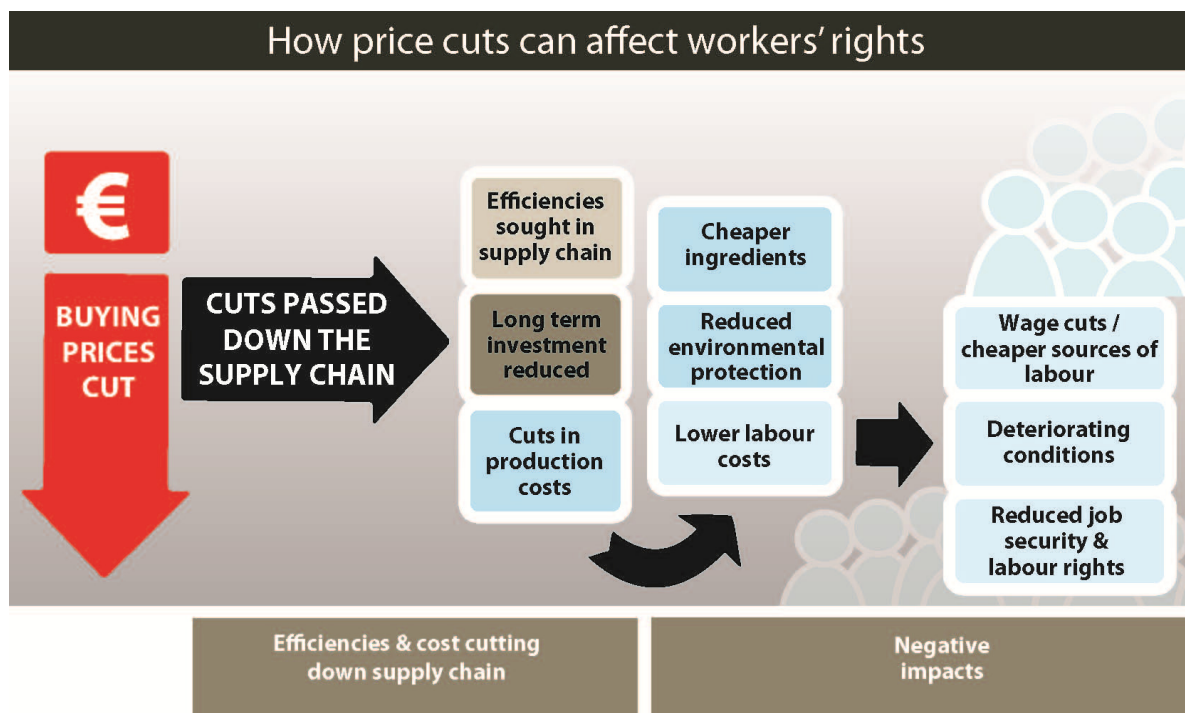 How price cuts can affect workers' rights
€
BUYING
PRICES
CUT
CUTS PASSED
DOWN THE
SUPPLY CHAIN
Efficiencies
sought in
supply chain
Long term
investment
reduced
Cuts in
production
costs
Cheaper
ingredients
Reduced
environmental
protection
Lower labour
costs
Wage cuts /
cheaper sources of
labour
Deteriorating
conditions
Reduced job
security &
labour rights
Efficiencies & cost cutting
down supply chain
Negative
impacts